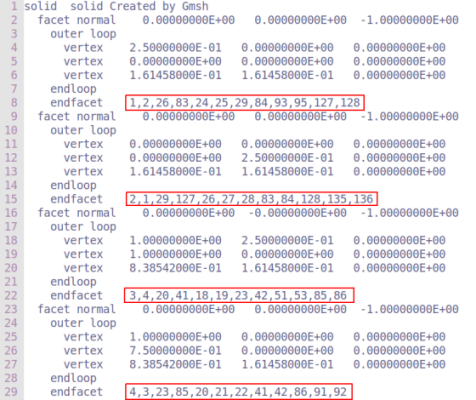 1 solid  solid Created by Gmsh
2 facet normal 0.00000000E+00 0.00000000E+00 -1.00000000E+00
3 outer loop
4 vertex 2.50000000E-01 0.00000000E+00 0.00000000E+00
5 vertex 0.00000000E+00 0.00000000E+00 0.00000000E+00
6 vertex 1.61458000E-01 1.61458000E-01 0.00000000E+00
7 endloop
8 endfacet 1,2,26,83,24,25,29,84,93,95,127,128
9 facet normal 0.00000000E+00 0.00000000E+00 -1.00000000E+00
10 outer loop
11 vertex 0.00000000E+00 0.00000000E+00 0.00000000E+00
12 vertex 0.00000000E+00 2.50000000E-01 0.00000000E+00
13 vertex 1.61458000E-01 1.61458000E-01 0.00000000E+00
14 endloop
15 endfacet 2,1,29,127,26,27,28,83,84,128,135,136
16 facet normal 0.00000000E+00 -0.00000000E+00 -1.00000000E+00
17 outer loop
18 vertex 1.00000000E+00 2.50000000E-01 0.00000000E+00
19 vertex 1.00000000E+00 0.00000000E+00 0.00000000E+00
20 vertex 8.38542000E-01 1.61458000E-01 0.00000000E+00
21 endloop
22 endfacet 3,4,20,41,18,19,23,42,51,53,85,86
23 facet normal 0.00000000E+00 0.00000000E+00 -1.00000000E+00
24 outer loop
25 vertex 1.00000000E+00 0.00000000E+00 0.00000000E+00
26 vertex 7.50000000E-01 0.00000000E+00 0.00000000E+00
27 vertex 8.38542000E-01 1.61458000E-01 0.00000000E+00
28 endloop
29 endfacet 4,3,23,85,20,21,22,41,42,86,91,92